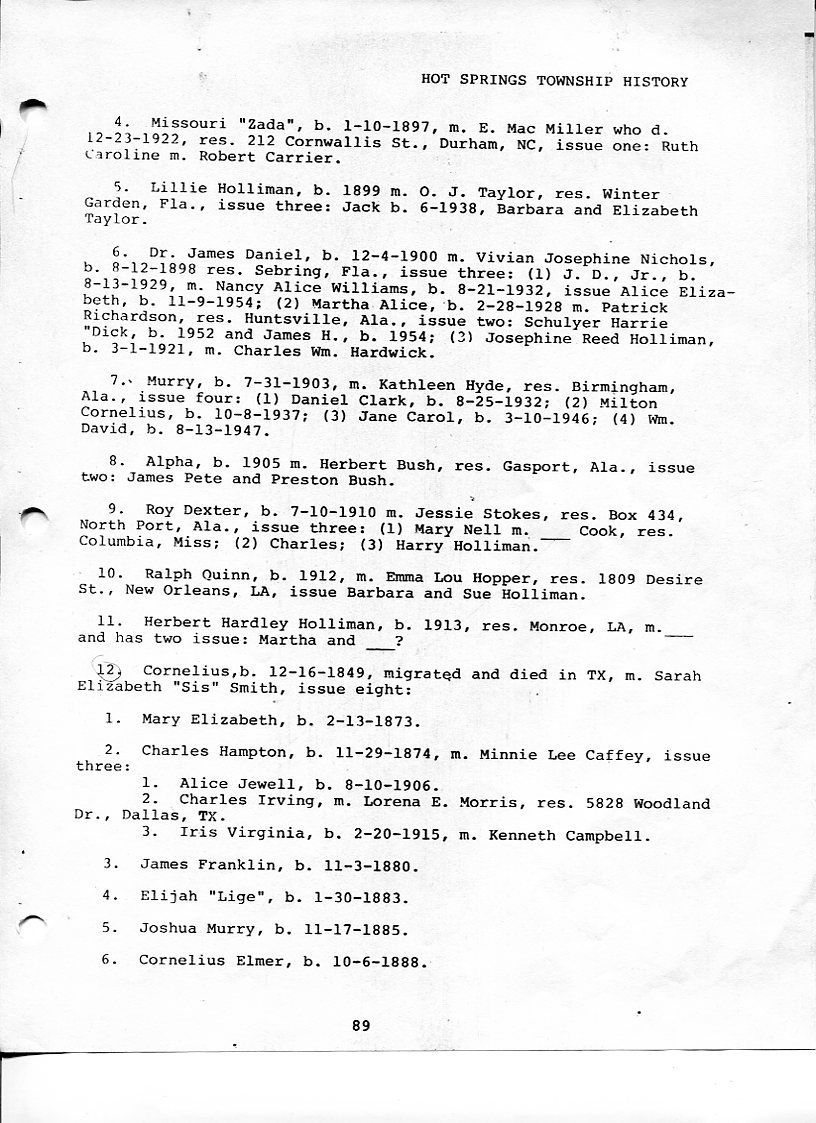 HOT SPRINGS TOWNSHIP HISTORY
4. Missouri "Zada", b. 1-10-1897, m. E. Mac Miller who d.
12-23-1922, res. 212 Cornwallis St., Durham, NC, issue one: Ruth
Caroline m. Robert Carrier.
5. Lillie Holliman, b. 1899 m. O. J. Taylor, res. Winter
Garden, Fla., issue three: Jack b. 6-1938, Barbara and Elizabeth
Taylor.
6. Dr. James Daniel, b. 12-4-1900 m. Vivian Josephine Nichols,
b. 8-12-1898 res. Sebring, Fla., issue three: (1) J. D., Jr., b.
8-13-1929, m. Nancy Alice Williams, b. 8-21-1932, issue Alice Eliza-
beth, b. 11-9-1954; (2) Martha Alice, b. 2-28-1928 m. Patrick
Richardson, res. Huntsville, Ala., issue two: Schulyer Harrie
"Dick, b. 1952 and James H., b. 1954; (3) Josephine Reed Holliman,
b. 3-1-1921, m. Charles Wm. Hardwick.
7. Murry, b. 7-31-1903, m. Kathleen Hyde, res. Birmingham,
Ala., issue four: (1) Daniel Clark, b. 8-25-1932; (2) Milton
Cornelius, b. 10-8-1937; (3) Jane Carol, b. 3-10-1946; (4) Wm.
David, b. 8-13-1947.
8. Alpha, b. 1905 m. Herbert Bush, res. Gasport, Ala., issue
two: James Pete and Preston Bush.
9. Roy Dexter, b. 7-10-1910 m. Jessie Stokes, res. Box 434,
North Port, Ala., issue three: (1) Mary Nell m. ___ Cook, res.
Columbia, Miss; (2) Charles; (3) Harry Holliman.
10. Ralph Quinn, b. 1912, m. Emma Lou Hopper, res. 1809 Desire
St., New Orleans, LA, issue Barbara and Sue Holliman.
11. Herbert Hardley Holliman, b. 1913, res. Monroe, LA, m. ___
and has two issue: Martha and ___?
12. Cornelius,b. 12-16-1849, migrated and died in TX, m. Sarah
Elizabeth "Sis" Smith, issue eight:
1. Mary Elizabeth, b. 2-13-1873.
2. Charles Hampton, b. 11-29-1874, m. Minnie Lee Caffey, issue
three:
1. Alice Jewell, b. 8-10-1906.
2. Charles Irving, m. Lorena E. Morris, res. 5828 Woodland
Dr., Dallas, TX.
3. Iris Virginia, b. 2-20-1915, m. Kenneth Campbell.
3. James Franklin, b. 11-3-1880.
4. Elijah "Lige", b. 1-30-1883.
5. Joshua Murry, b. 11-17-1885.
6. Cornelius Elmer, b. 10-6-1888.
89